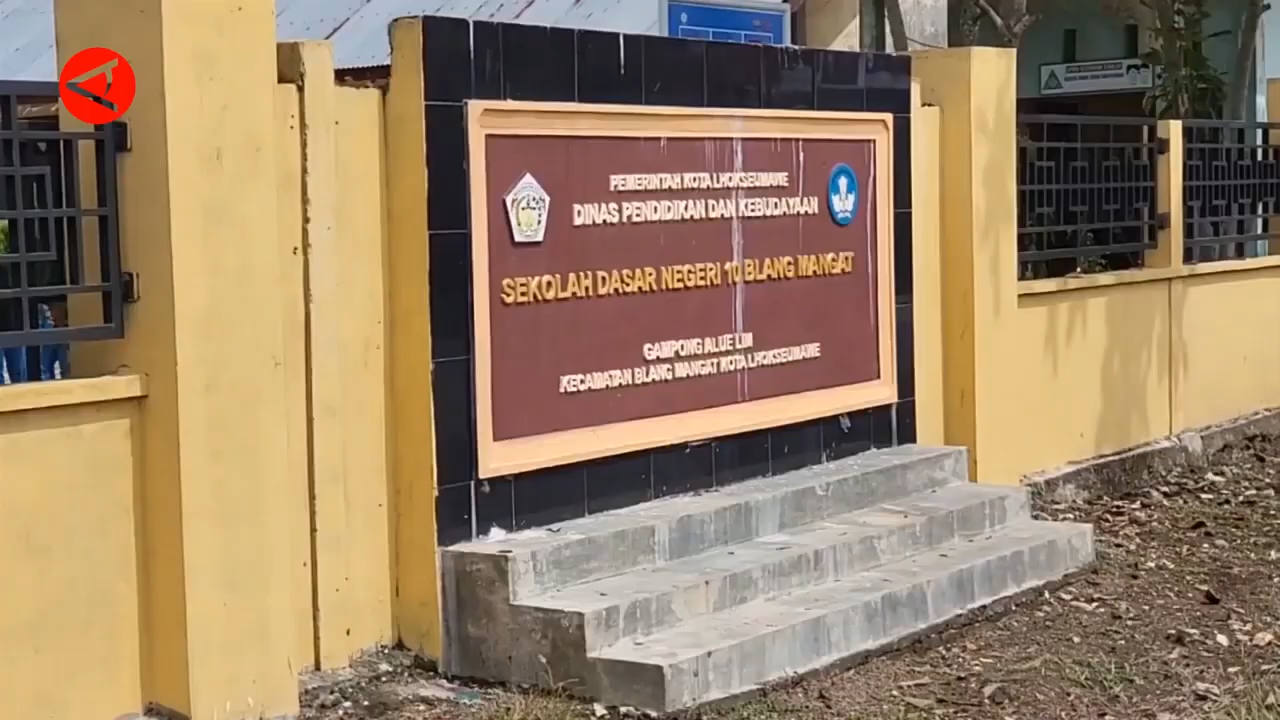 PEMERINTAH KOTA LHOKSEUMAWE
DINAS PENDIDIKAN DAN KEBUDAYAAN
SEKOLAH DASAR NEGERI 10 BLANG MANGAT
GAMPONG ALUE LIM
KECAMATAN BLANG MANGAT KOTA LHOKSEUMAWE